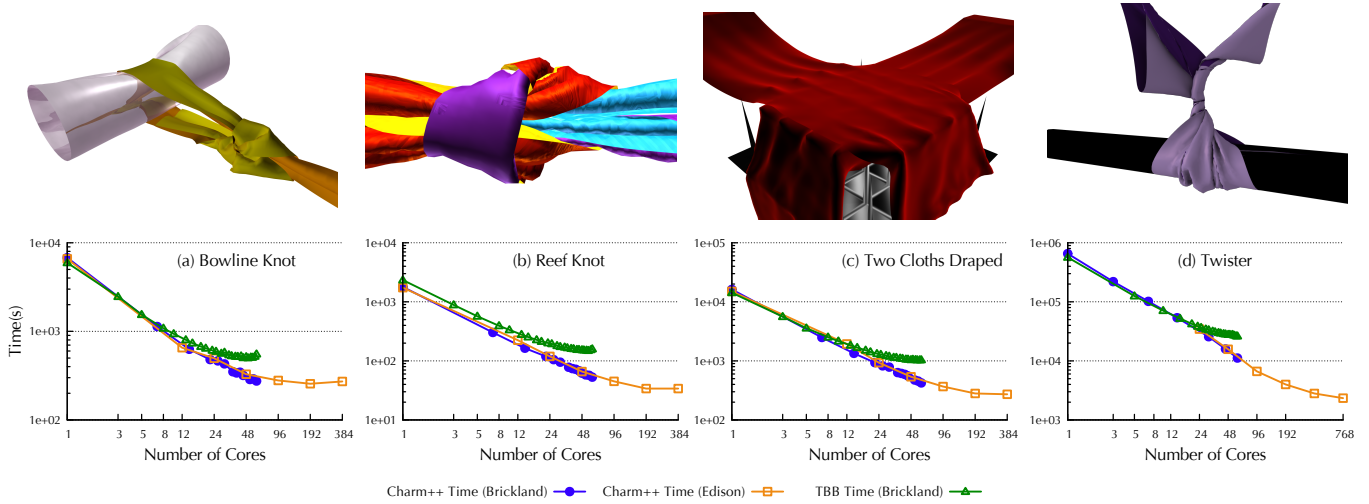 1e+04
1e+03
1e+02
Time(s)
(a) Bowline Knot
1 3 5 8 12 24 48 96 192 384
Number of Cores
1e+04
1e+03
1e+02
1e+01
(b) Reef Knot
1 3 5 8 12 24 48 96 192 384
Number of Cores
1e+05
1e+04
1e+03
1e+02
(c) Two Cloths Draped
1 3 5 8 12 24 48 96 192 384
Number of Cores
1e+06
1e+05
1e+04
1e+03
(d) Twister
1 3 5 8 12 24 48 96 192 768
Number of Cores
Charm++ Time (Brickland) Charm++ Time (Edison) TBB Time (Brickland)